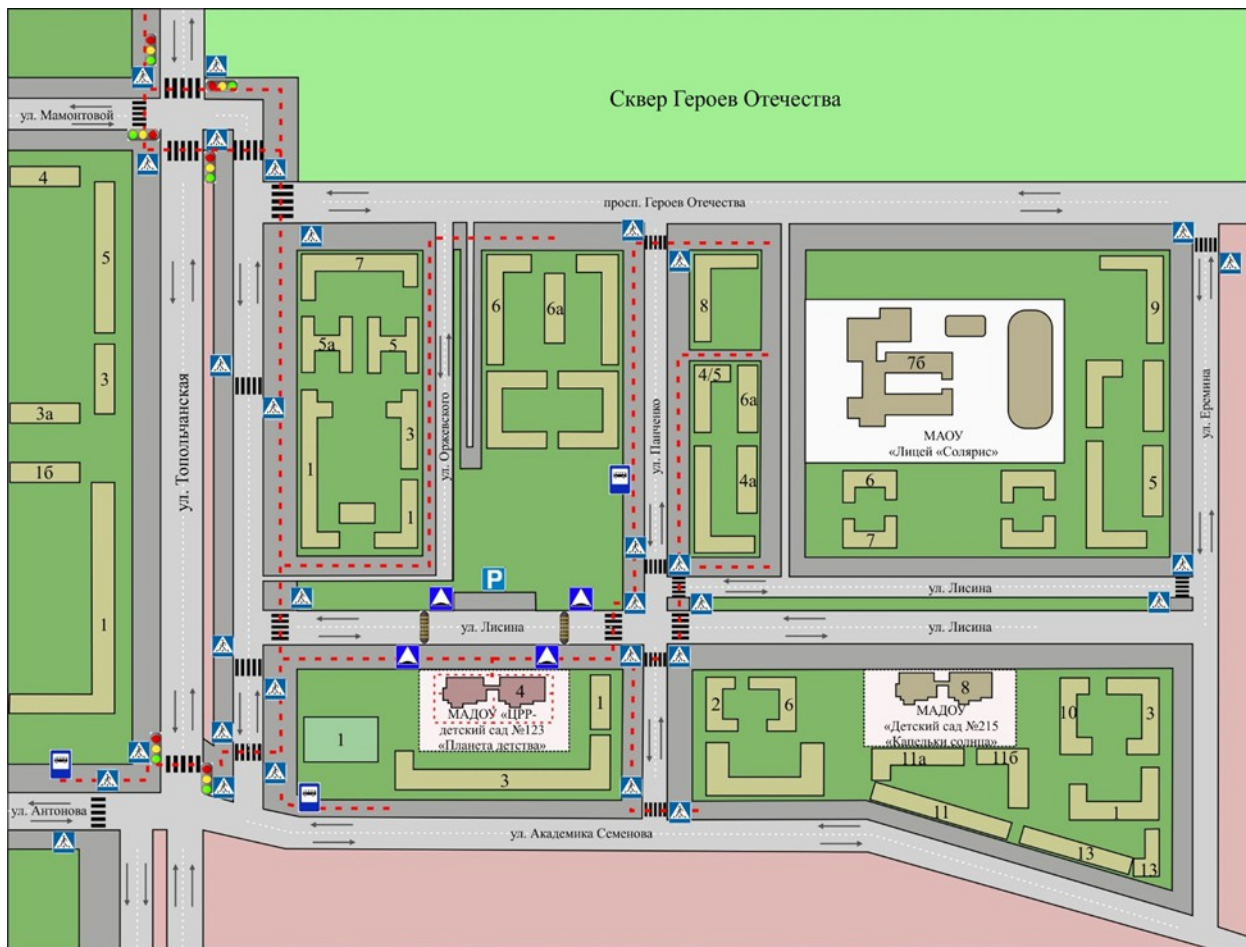 Сквер Героев Отечества
ул. Мамонтовой
4
просп. Героев Отечества
5
7
6
6а
8
9
5а
5
7б
3
4/5
6а
3а
МАОУ
«Лицей «Солярис»
ул. Топольчанская
ул. Оржевского
ул. Панченко
ул. Еремина
1б
1
3
4а
6
5
1
7
P
ул. Лисина
1
ул. Лисина
ул. Лисина
4
1
2
6
8
10
3
МАДОУ «ЦРР-
детский сад №123
«Планета детства»
МАДОУ
«Детский сад №215
«Капельки солнца»
1
3
11а
11б
11
1
13
13
ул. Антонова
ул. Академика Семенова